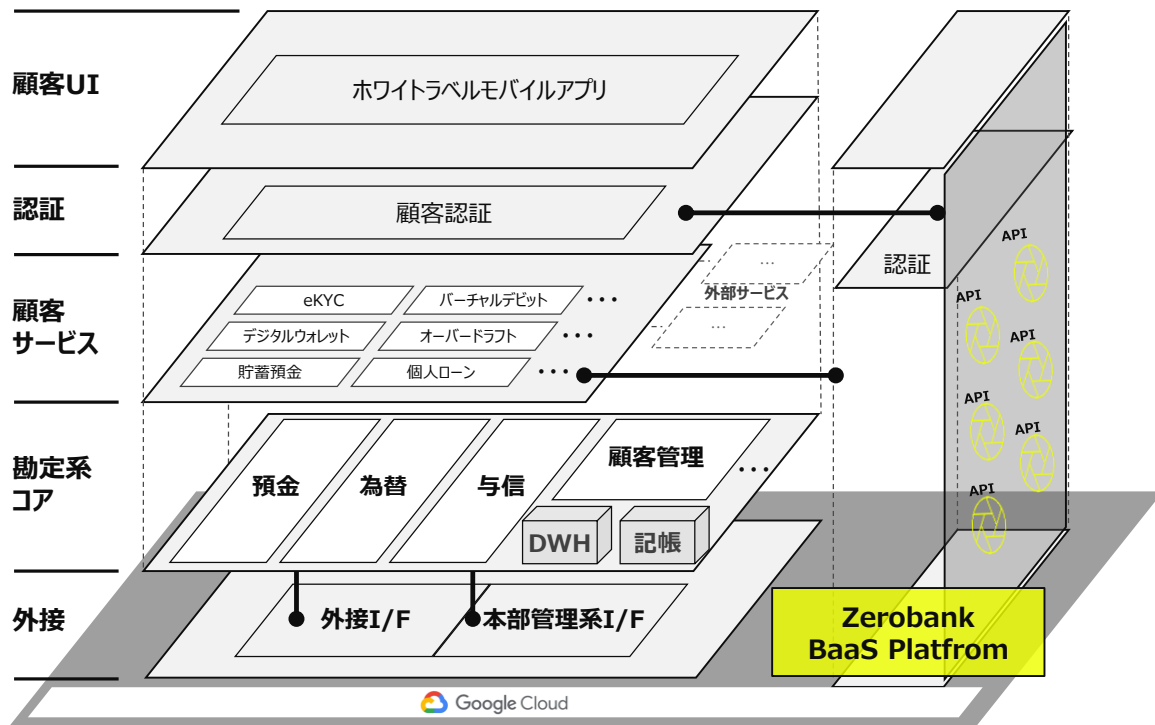 顧客UI
ホワイトラベルモバイルアプリ
認証
顧客認証
認証
顧客
サービス
eKYC
バーチャルデビット
・・・
デジタルウォレット
オーバードラフト
・・・
貯蓄預金
個人ローン
・・・
...
外部サービス
...
API
API
API
API
API
API
勘定系
コア
預金
為替
与信
顧客管理
・・・
DWH
記帳
外接
外接I/F
本部管理系I/F
Zerobank
BaaS Platfrom
Google Cloud